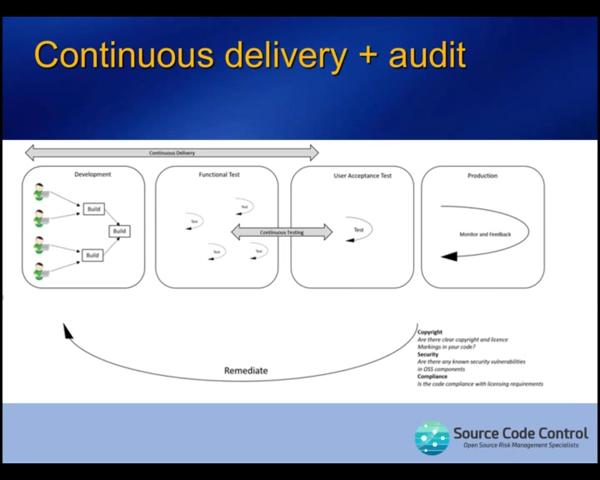 Continuous delivery + audit
Continuous Delivery
Development
Functional Test
User Acceptance Test
Production
Build
Build
Build
Test
Test
Test
Test
Continuous Testing
Test
Monitor and Feedback
Remediate
Copyright
Are there clear copyright and licence
Markings in your code?
Security
Are there any known security vulnerabilities
in OSS components
Compliance
Is the code compliance with licensing requirements
Source Code Control
Open Source Risk Management Specialists